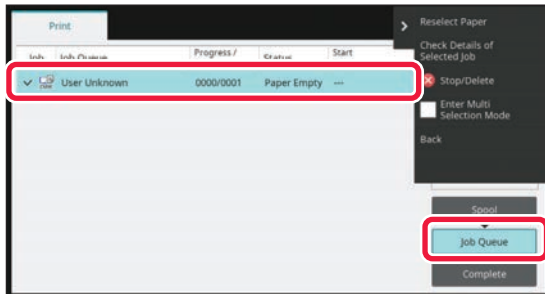 Print
Job Job Queue Progress / Status Start
User Unknown 0000/0001 Paper Empty ---
Reselect Paper
Check Details of
Selected Job
Stop/Delete
Enter Multi
Selection Mode
Back
Spool
Job Queue
Complete